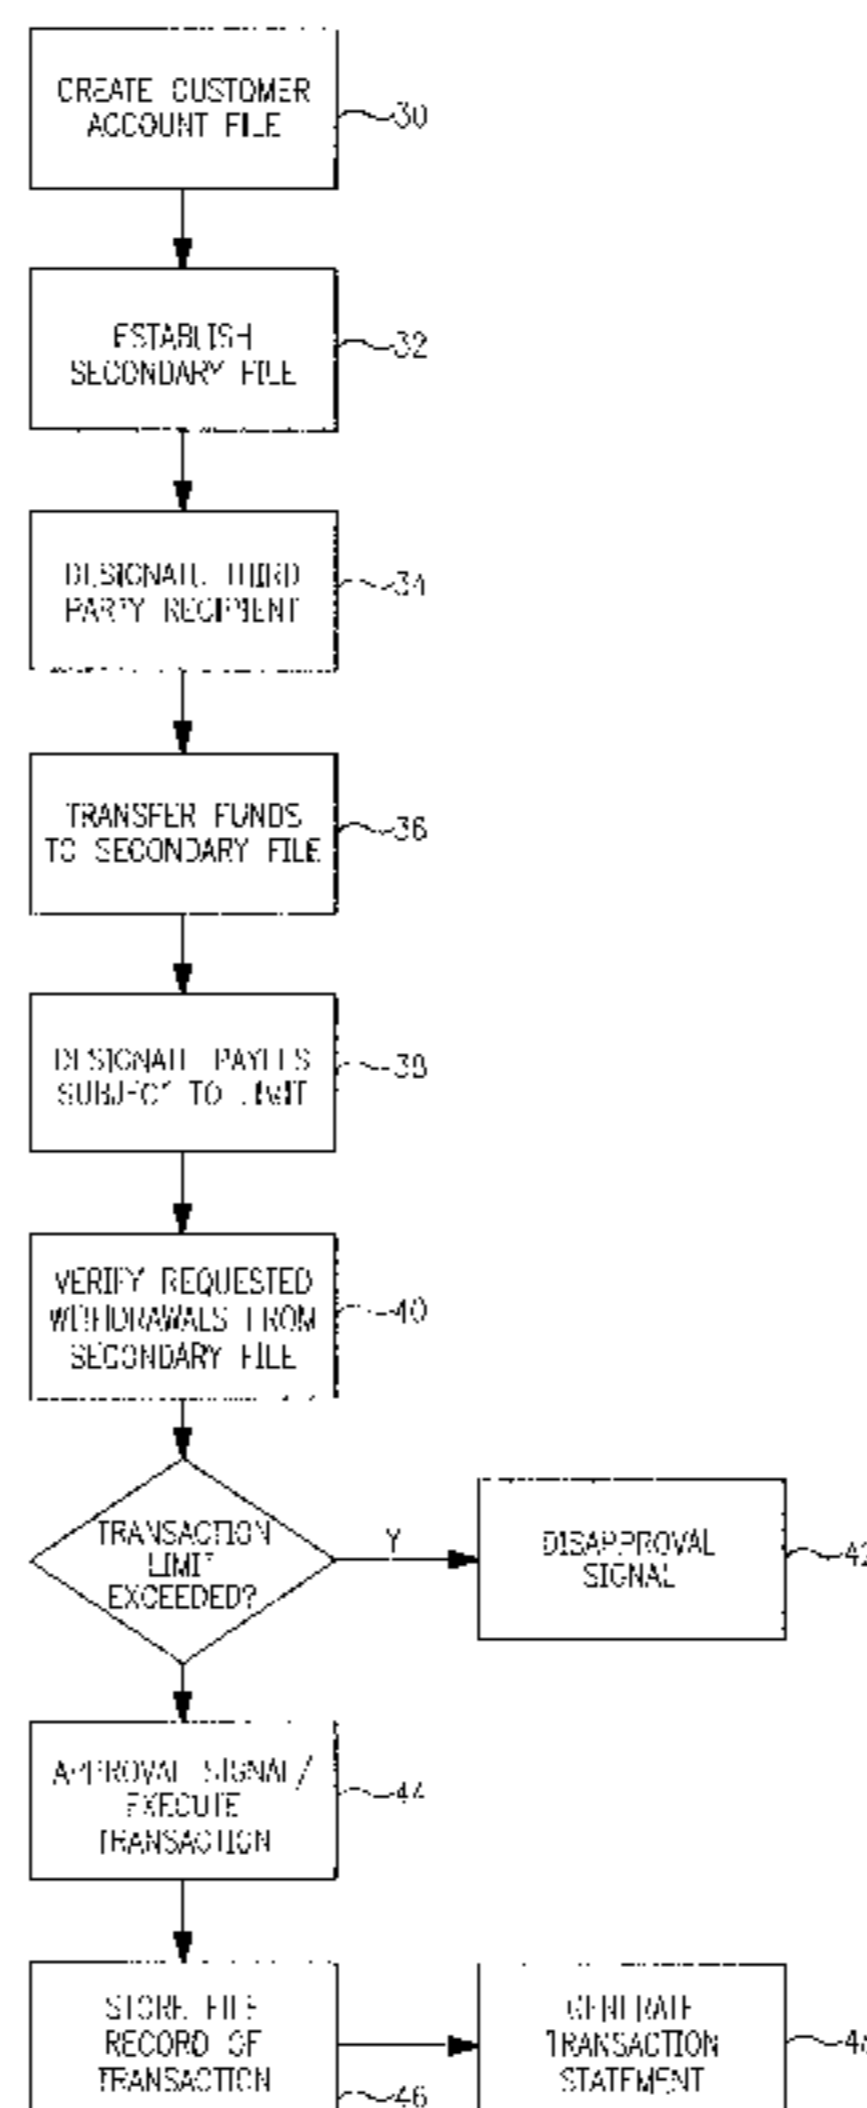 CREATE CUSTOMER
ACCOUNT FILE
30
ESTABLISH
SECONDARY FILE
32
DESIGNATE THIRD
PARTY RECIPIENT
34
TRANSFER FUNDS
TO SECONDARY FILE
36
DESIGNATE PAYEES
SUBJECT TO LIMIT
38
VERIFY REQUESTED
WITHDRAWALS FROM
SECONDARY FILE
40
TRANSACTION
LIMIT
EXCEEDED?
Y
DISAPPROVAL
SIGNAL
42
APPROVAL SIGNAL/
EXECUTE
TRANSACTION
44
STORE FILE
RECORD OF
TRANSACTION
46
GENERATE
TRANSACTION
STATEMENT